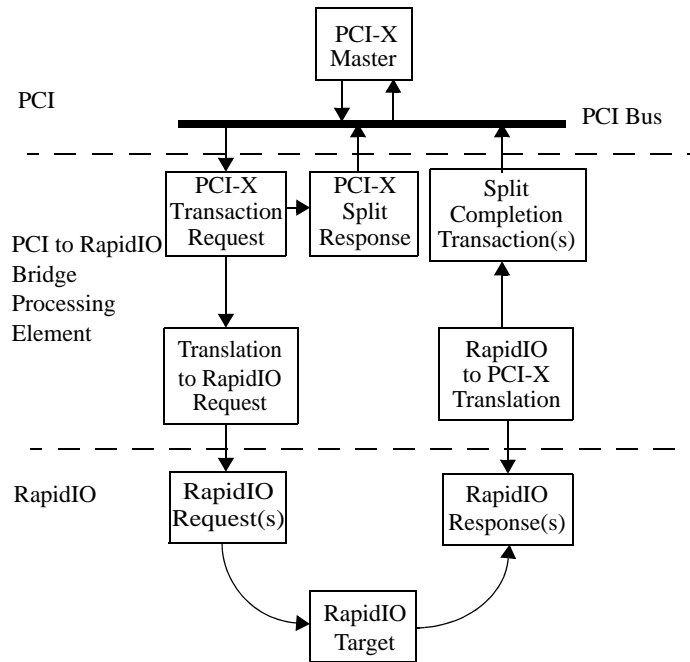 PCI-X
Master
PCI
PCI Bus
PCI-X
Transaction
Request
PCI-X
Split
Response
Split
Completion
Transaction(s)
PCI to RapidIO
Bridge
Processing
Element
Translation
to RapidIO
Request
RapidIO
to PCI-X
Translation
RapidIO
RapidIO
Request(s)
RapidIO
Response(s)
RapidIO
Target